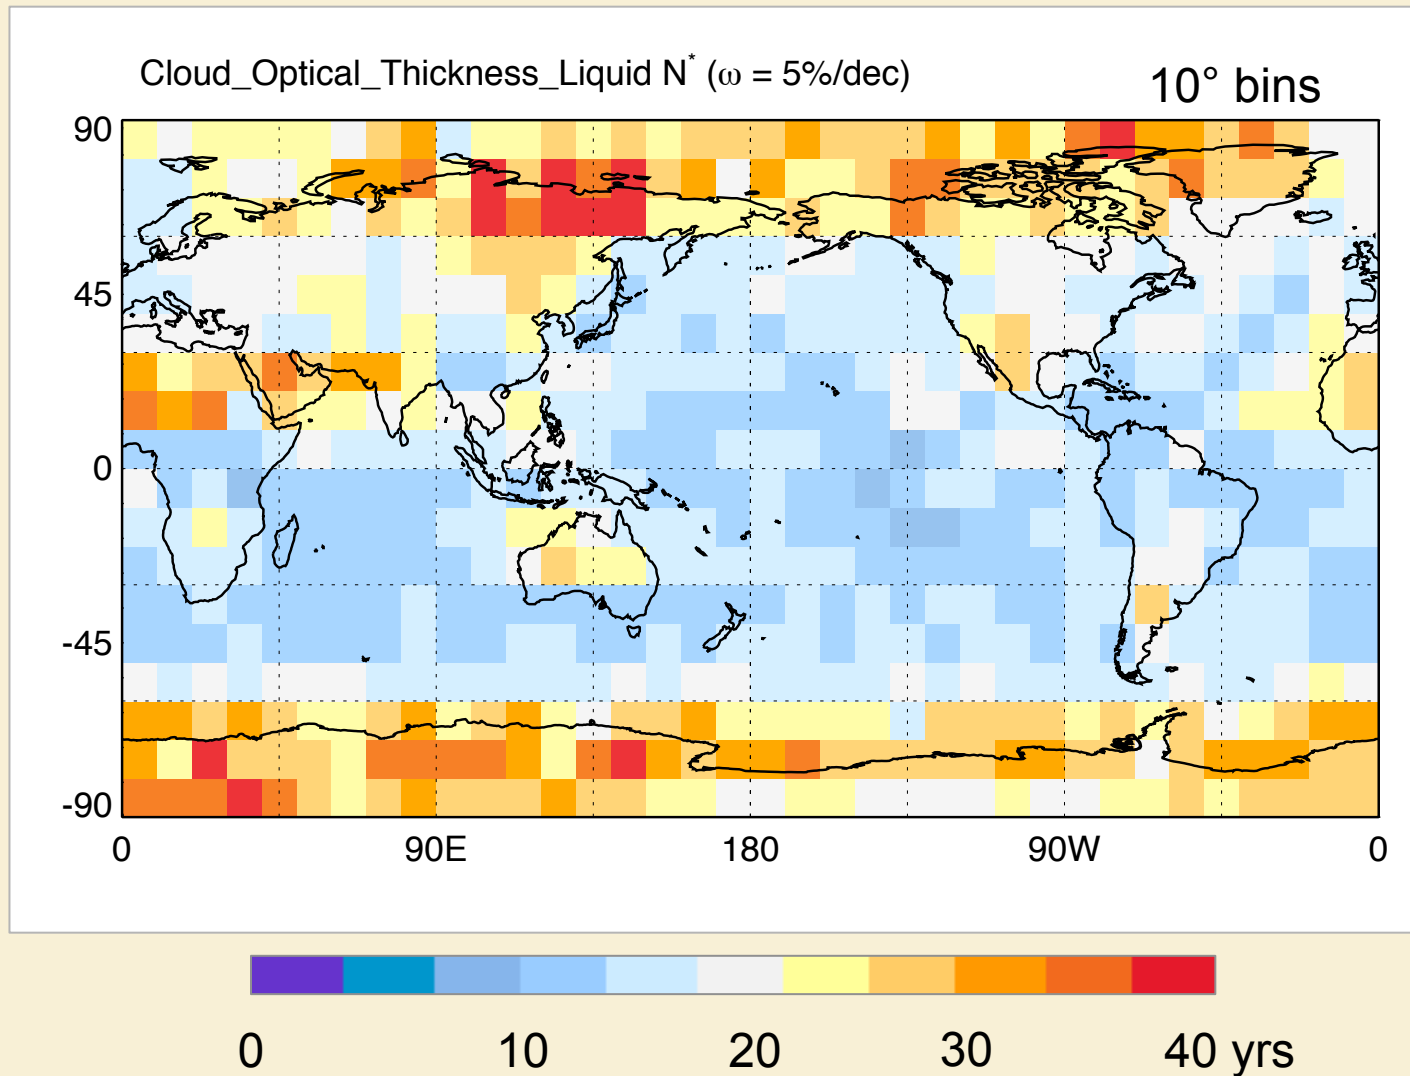 Cloud_Optical_Thickness_Liquid N* (ω = 5%/dec)
10° bins
90
45
0
-45
-90
0 90E 180 90W 0
0 10 20 30 40 yrs